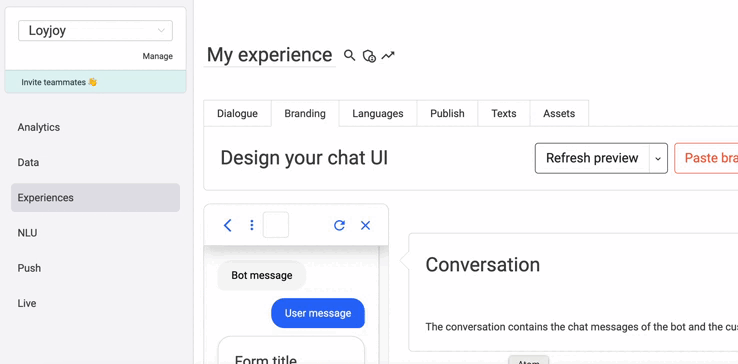 Loyjoy
Manage
Invite teammates 👋
Analytics
Data
Experiences
NLU
Push
Live
My experience
Dialogue Branding Languages Publish Texts Assets
Design your chat UI
Refresh preview
Paste bra
Bot message
User message
Form title
Conversation
The conversation contains the chat messages of the bot and the cus